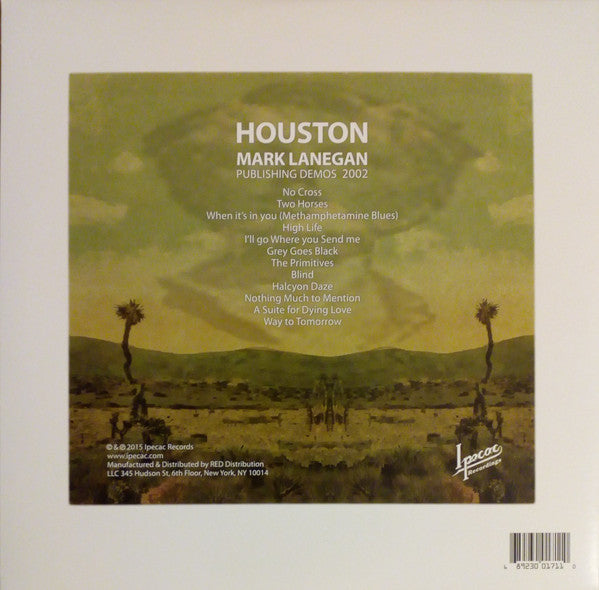 HOUSTON
MARK LANEGAN
PUBLISHING DEMOS 2002
No Cross
Two Horses
When it's in you (Methamphetamine Blues)
High Life
I'll go Where you Send me
Grey Goes Black
The Primitives
Blind
Halcyon Daze
Nothing Much to Mention
A Suite for Dying Love
Way to Tomorrow
© & ℗ 2015 Ipecac Records
www.ipecac.com
Manufactured & Distributed by RED Distribution
LLC 345 Hudson St, 6th Floor, New York, NY 10014
Ipecac
Recordings
6 89230 01711 0